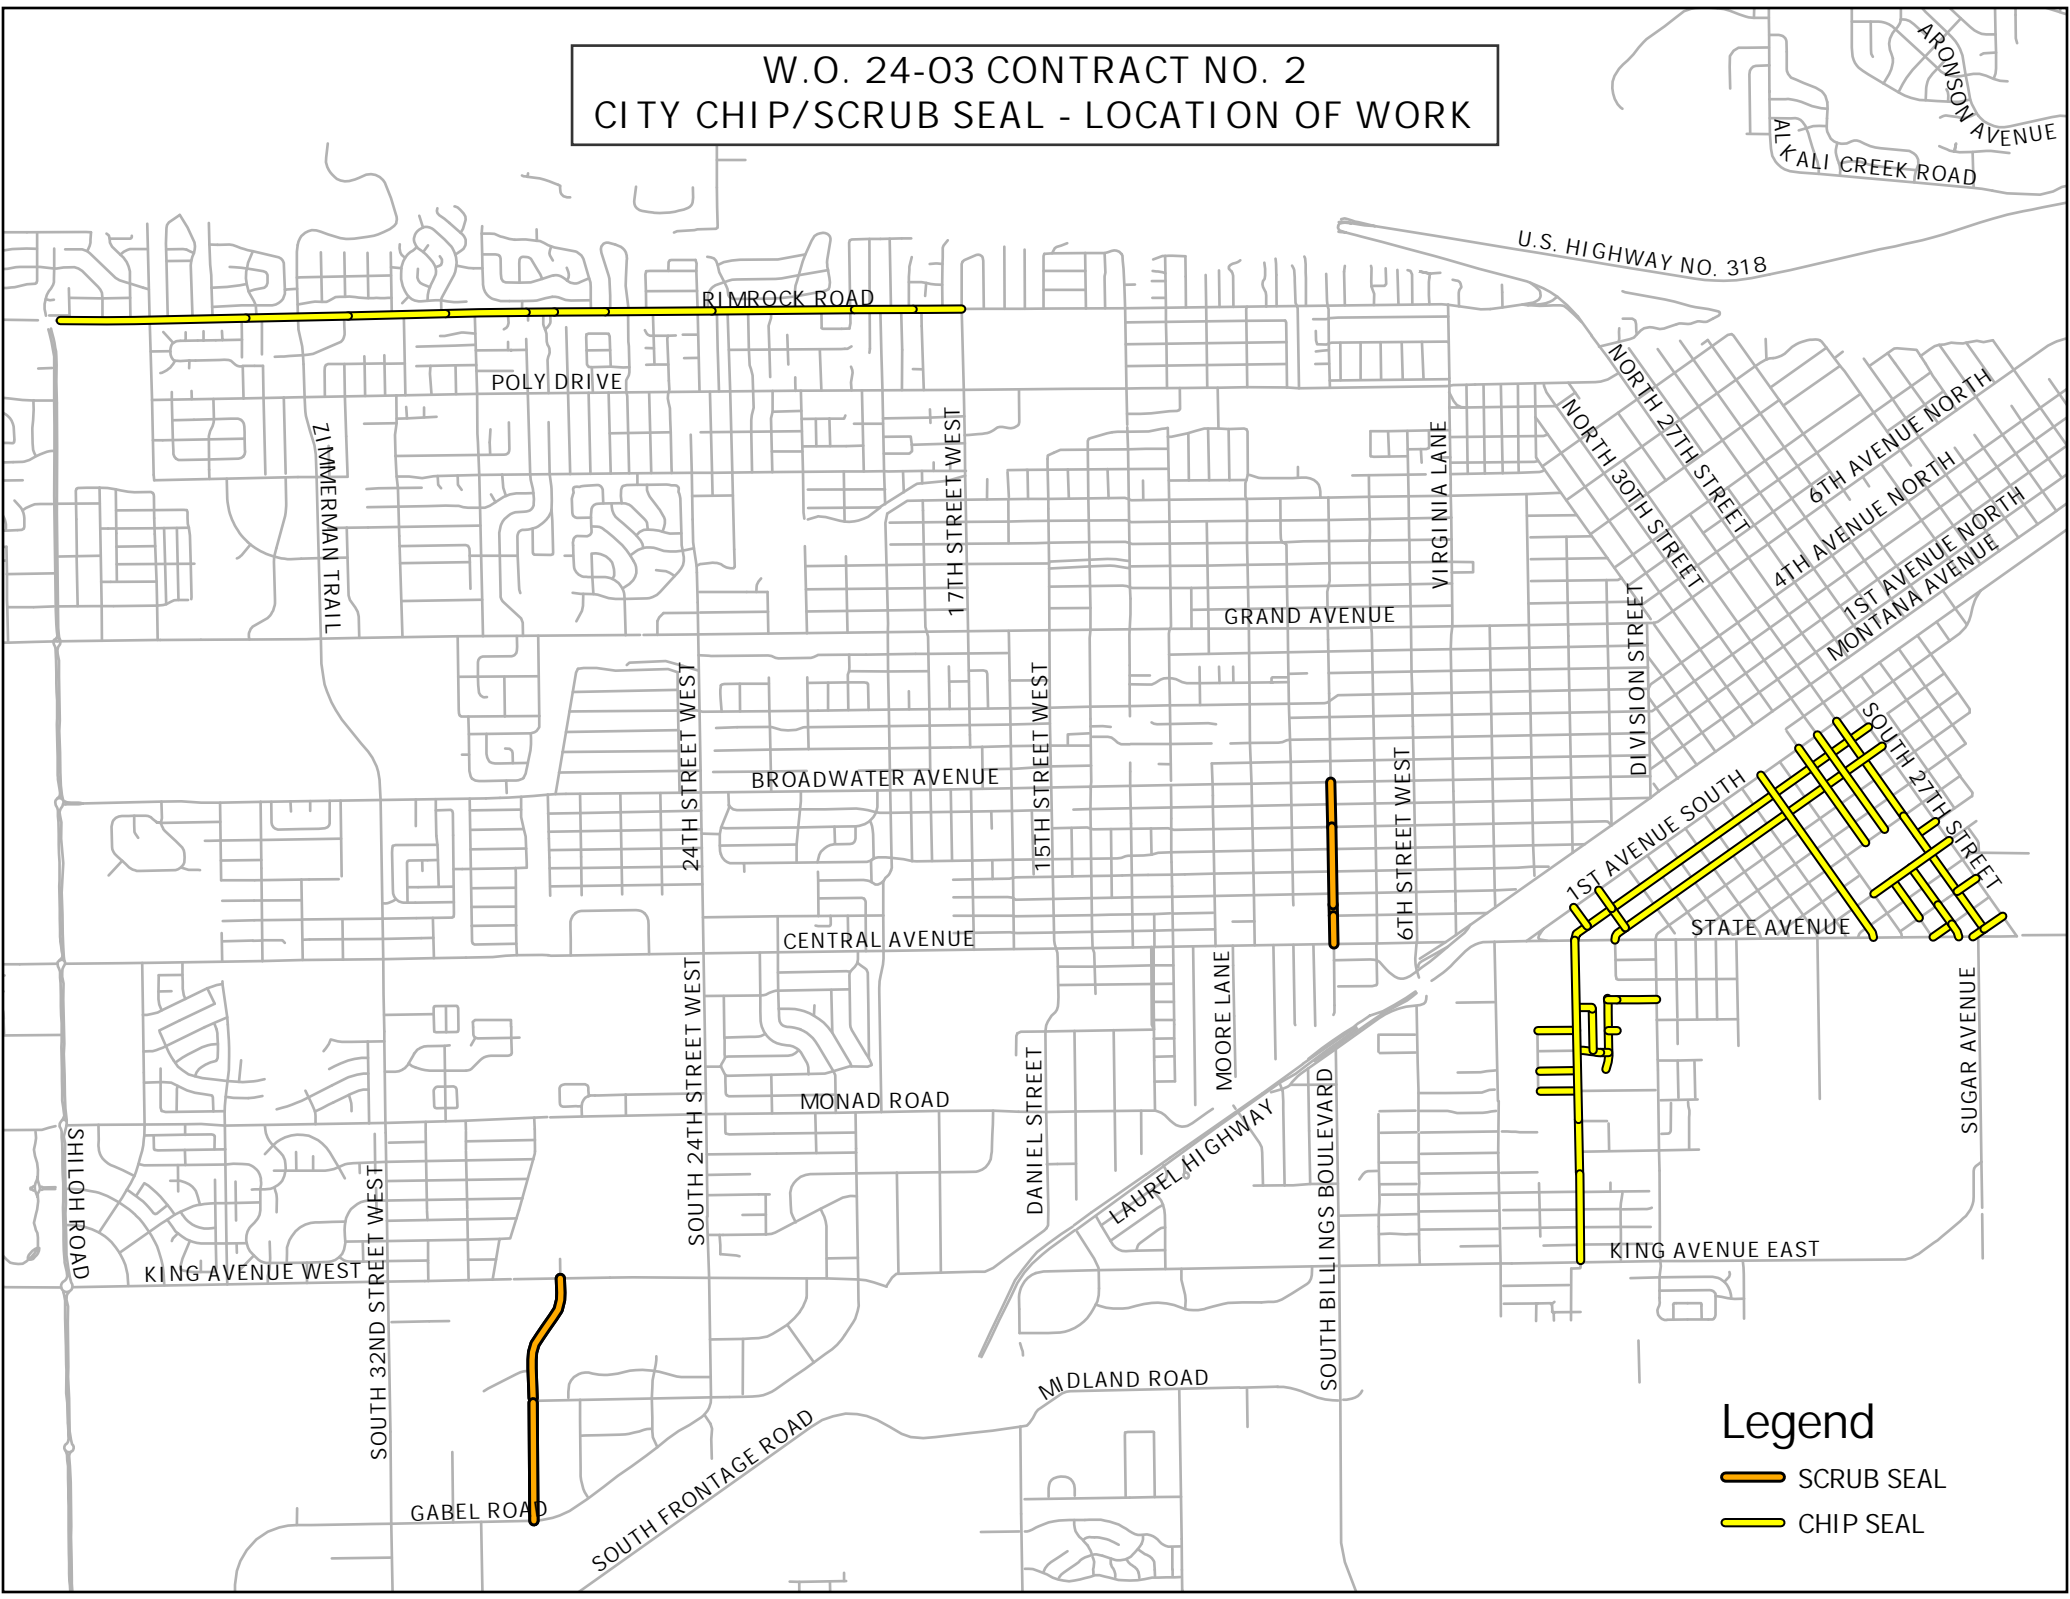 W.O. 24-03 CONTRACT NO. 2
CITY CHIP/SCRUB SEAL - LOCATION OF WORK
ARONSON AVENUE
ALKALI CREEK ROAD
U.S. HIGHWAY NO. 318
RIMROCK ROAD
POLY DRIVE
ZIMMERMAN TRAIL
17TH STREET WEST
VIRGINIA LANE
NORTH 27TH STREET
NORTH 30TH STREET
6TH AVENUE NORTH
4TH AVENUE NORTH
1ST AVENUE NORTH
MONTANA AVENUE
GRAND AVENUE
DIVISION STREET
24TH STREET WEST
15TH STREET WEST
BROADWATER AVENUE
6TH STREET WEST
SOUTH 27TH STREET
1ST AVENUE SOUTH
STATE AVENUE
CENTRAL AVENUE
SOUTH 24TH STREET WEST
MOORE LANE
SUGAR AVENUE
DANIEL STREET
MONAD ROAD
LAUREL HIGHWAY
SOUTH BILLINGS BOULEVARD
SHILOH ROAD
SOUTH 32ND STREET WEST
KING AVENUE WEST
KING AVENUE EAST
MIDLAND ROAD
SOUTH FRONTAGE ROAD
GABEL ROAD
Legend
SCRUB SEAL
CHIP SEAL